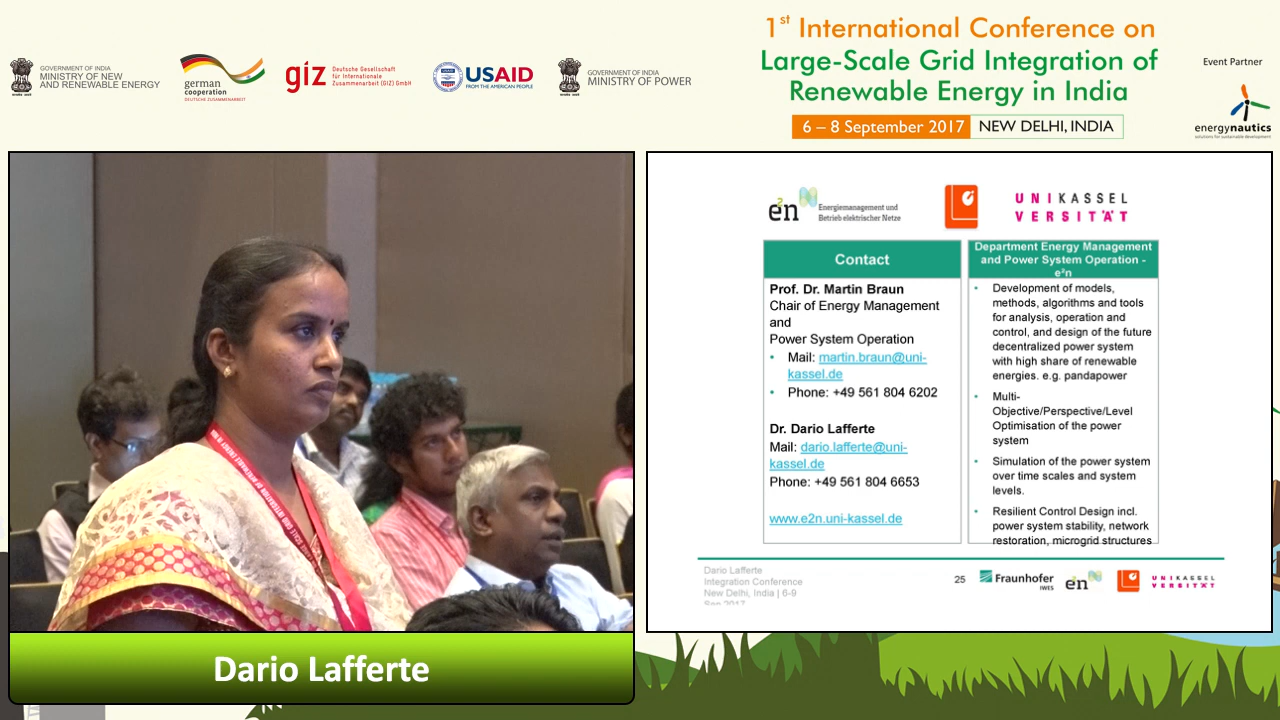 GOVERNMENT OF INDIA
MINISTRY OF NEW
AND RENEWABLE ENERGY
german
cooperation
DEUTSCHE ZUSAMMENARBEIT
giz
Deutsche Gesellschaft
für Internationale
Zusammenarbeit (GIZ) GmbH
USAID
FROM THE AMERICAN PEOPLE
GOVERNMENT OF INDIA
MINISTRY OF POWER
1st International Conference on
Large-Scale Grid Integration of
Renewable Energy in India
6 – 8 September 2017 NEW DELHI, INDIA
Event Partner
energynautics
solutions for sustainable development
e2n
Energiemanagement und
Betrieb elektrischer Netze
UNIKASSEL
VERSITÄT
Contact
Prof. Dr. Martin Braun
Chair of Energy Management
and
Power System Operation
• Mail: martin.braun@uni-
kassel.de
• Phone: +49 561 804 6202
Dr. Dario Lafferte
Mail: dario.lafferte@uni-
kassel.de
Phone: +49 561 804 6653
www.e2n.uni-kassel.de
Department Energy Management
and Power System Operation -
e²n
• Development of models,
methods, algorithms and tools
for analysis, operation and
control, and design of the future
decentralized power system
with high share of renewable
energies. e.g. pandapower
• Multi-
Objective/Perspective/Level
Optimisation of the power
system
• Simulation of the power system
over time scales and system
levels.
• Resilient Control Design incl.
power system stability, network
restoration, microgrid structures
Dario Lafferte
Integration Conference
New Delhi, India | 6-9
Sep 2017
25
Fraunhofer
IWES
e2n
UNIKASSEL
VERSITÄT
Dario Lafferte